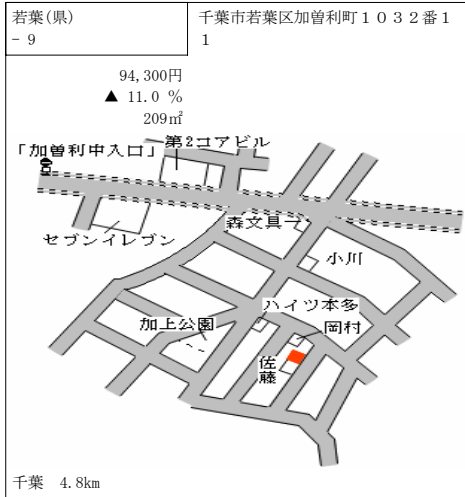 若葉(県)
- 9
千葉市若葉区加曽利町１０３２番１
１
94,300円
▲ 11.0 %
209㎡
第2コアビル
「加曽利中入口」
森文具
セブンイレブン
小川
ハイツ本多
加上公園
岡村
佐藤
千葉 4.8km